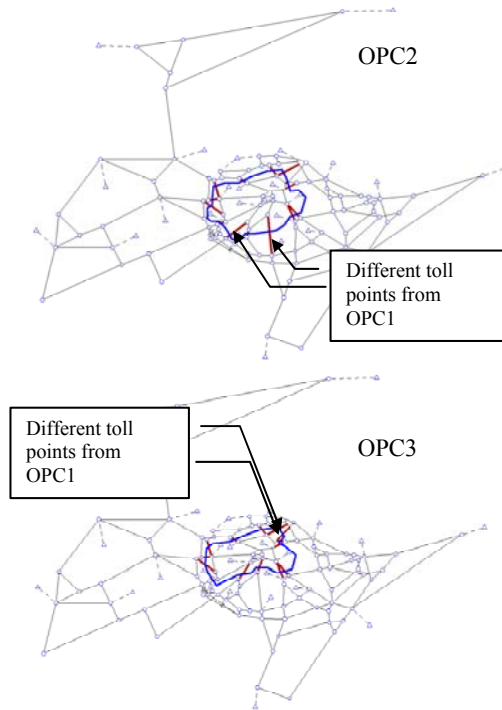 OPC2
Different toll
points from
OPC1
Different toll
points from
OPC1
OPC3